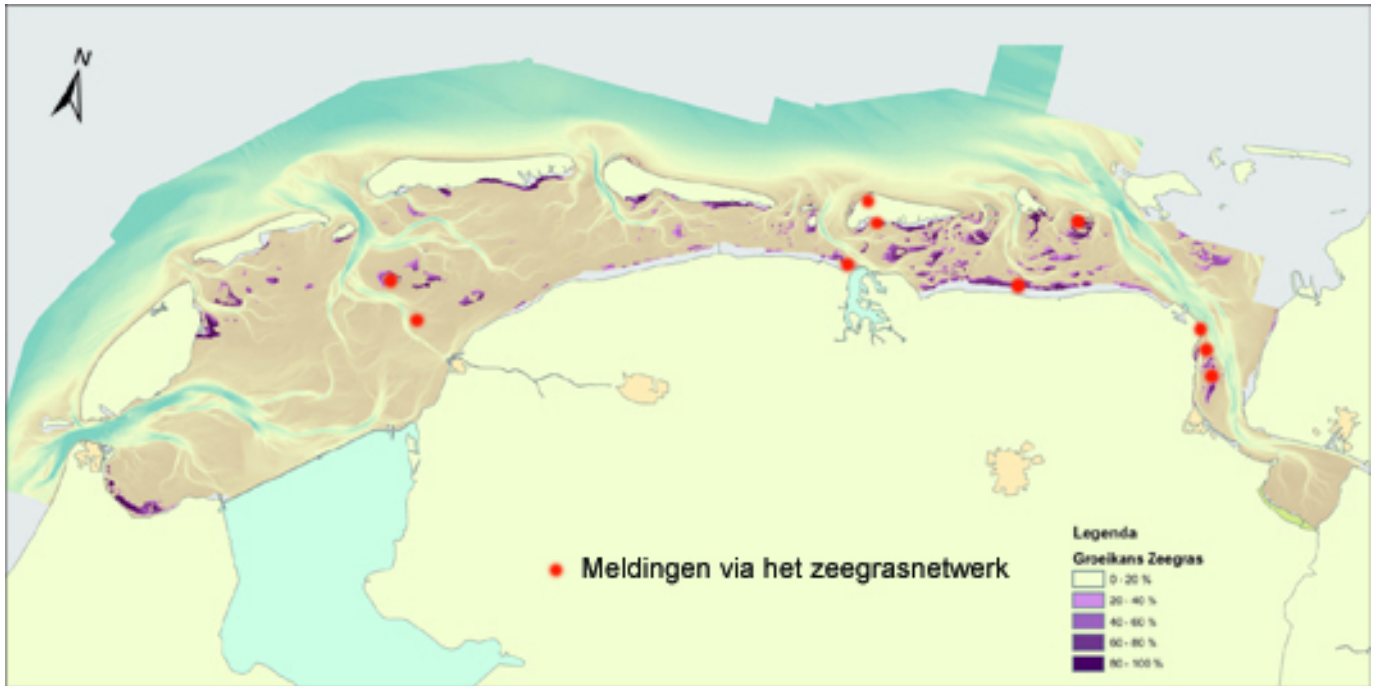 N
Meldingen via het zeegrasnetwerk
Legenda
Groeikans Zeegras
0 - 20 %
20 - 40 %
40 - 60 %
60 - 80 %
80 - 100 %